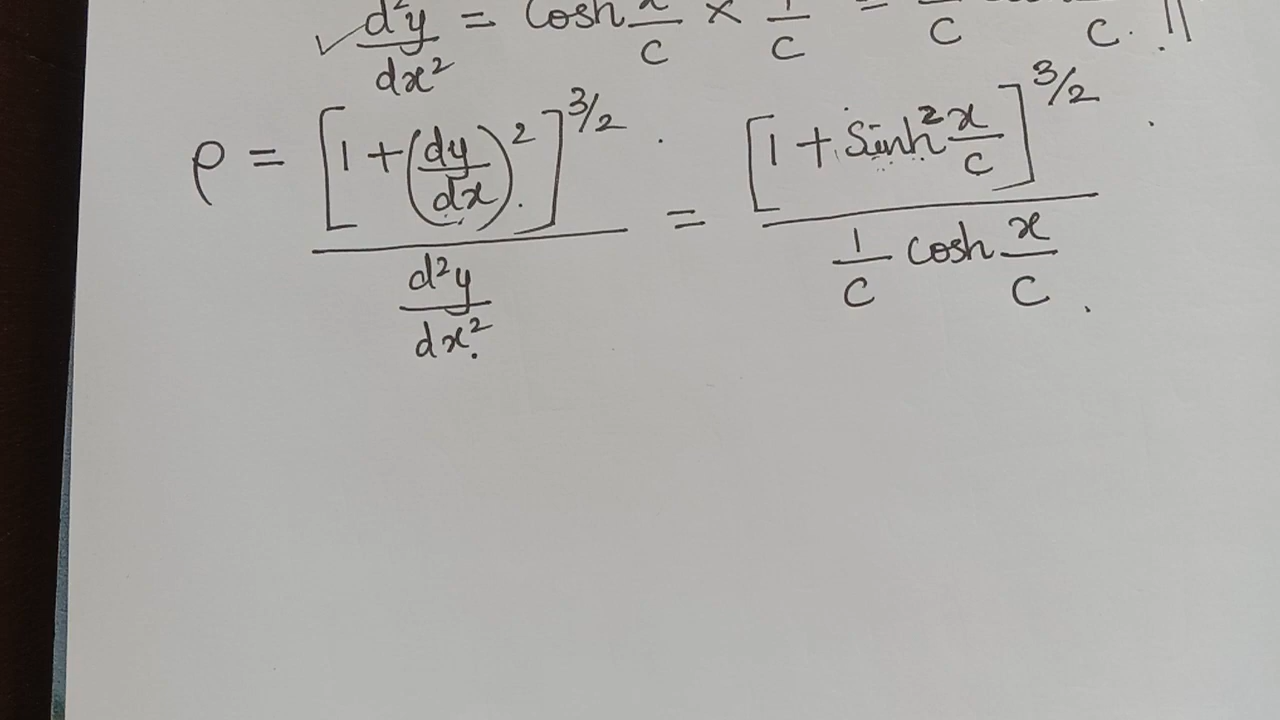 d²y/dx² = Cosh x/c × 1/c =
ρ = [1 + (dy/dx)²]^3/2 / d²y/dx² = [1 + Sinh² x/c]^3/2 / 1/c Cosh x/c